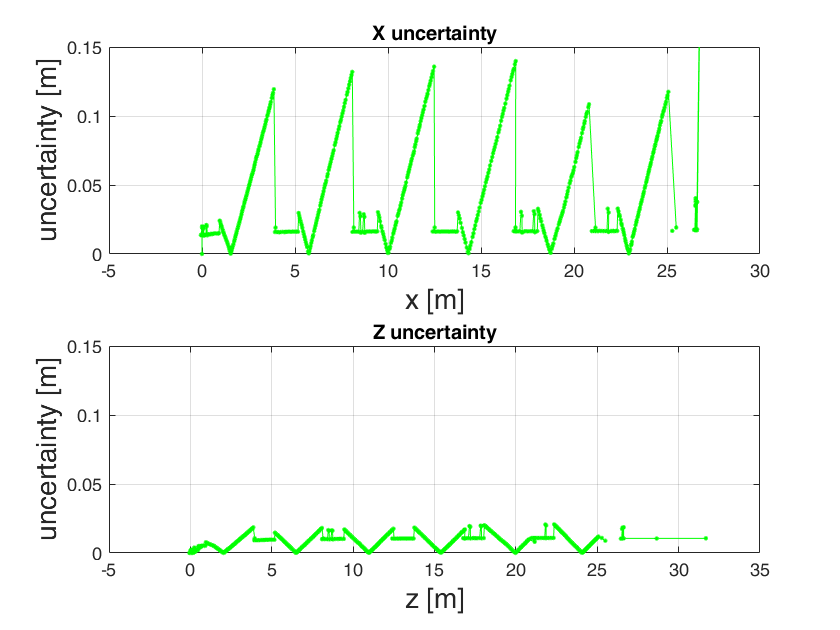 X uncertainty
uncertainty [m]
0.15
0.1
0.05
0
-5 0 5 10 15 20 25 30
x [m]
Z uncertainty
uncertainty [m]
0.15
0.1
0.05
0
-5 0 5 10 15 20 25 30 35
z [m]